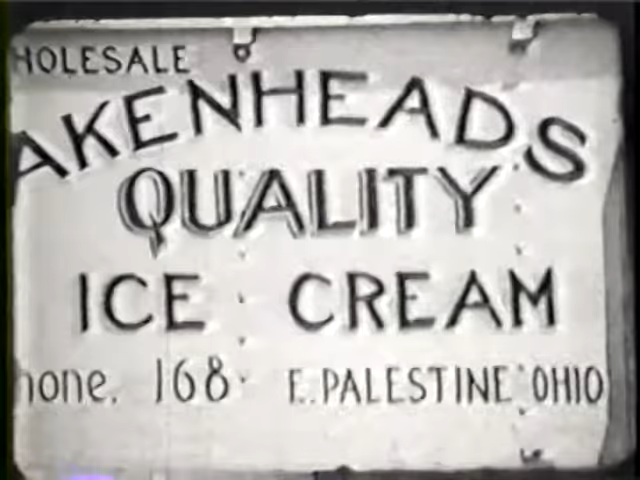 HOLESALE
AKENHEADS
QUALITY
ICE CREAM
hone. 168 E. PALESTINE OHIO